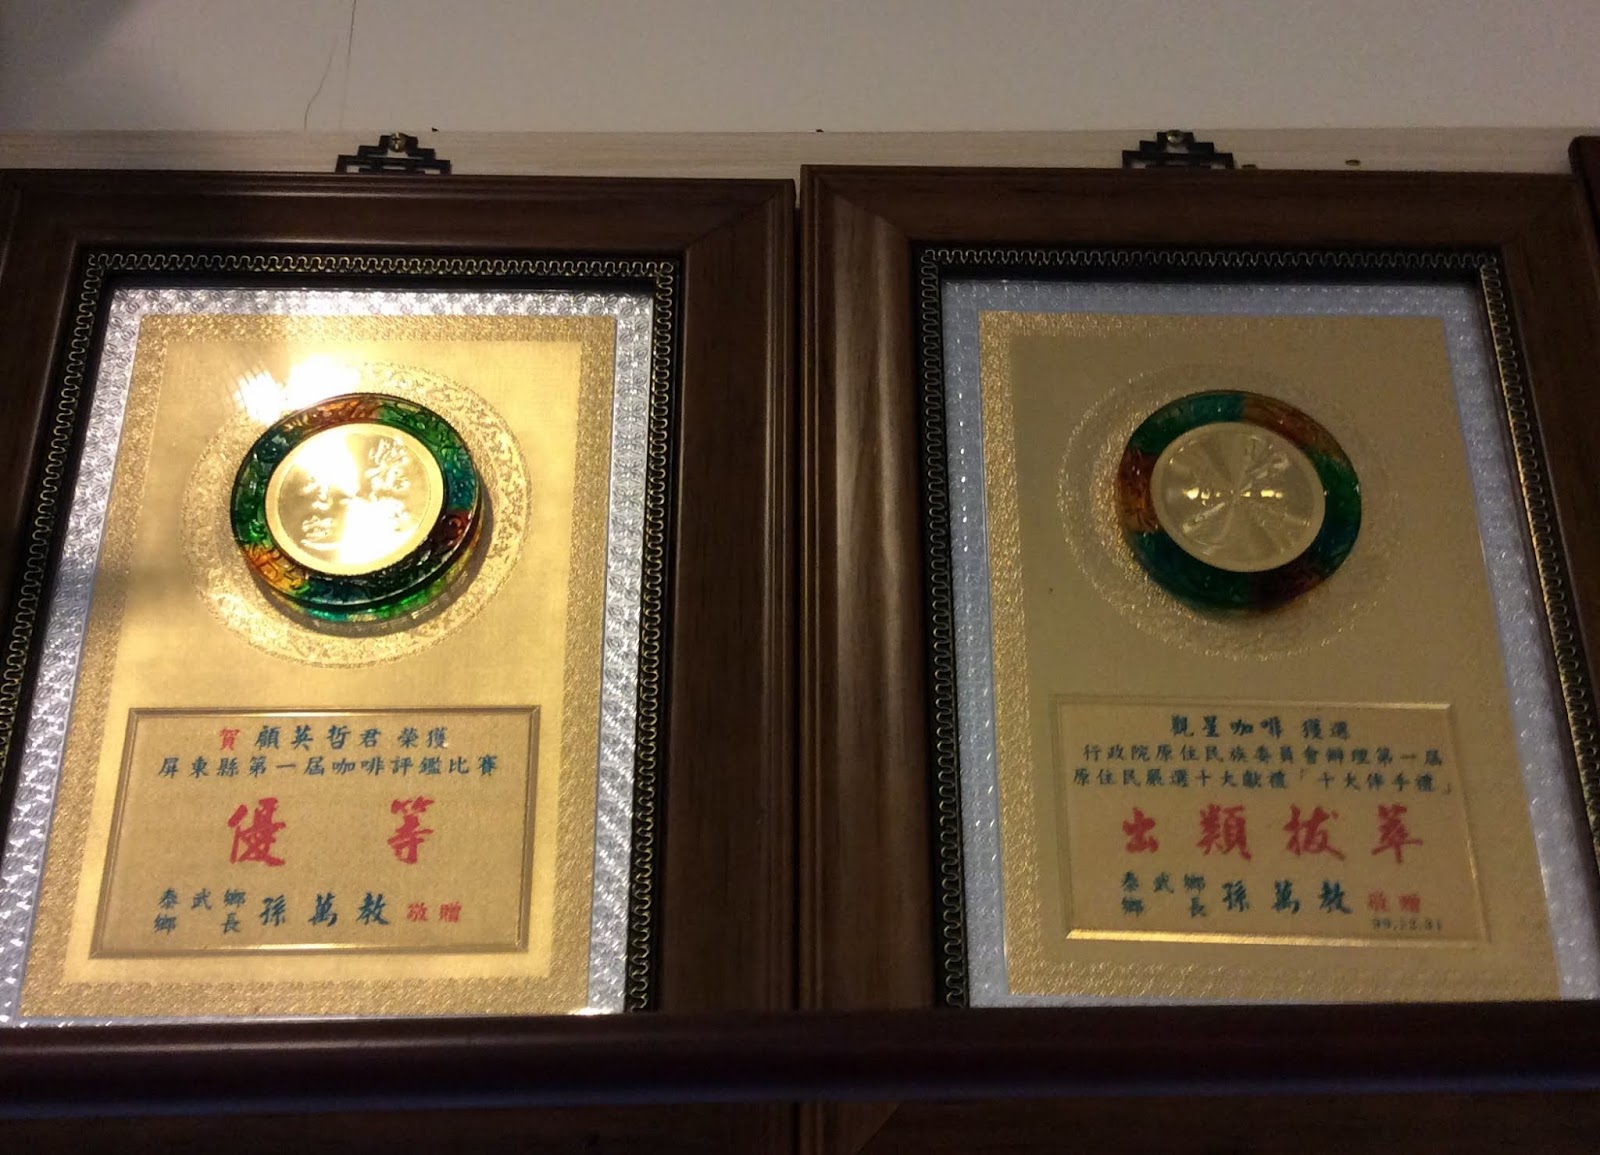 賀 顧英哲君榮獲
屏東縣第一屆咖啡評鑑比賽
優等
泰武鄉
鄉長 孫萬教 敬贈
觀星咖啡 獲選
行政院原住民族委員會辦理第一屆
原住民嚴選十大獻禮「十大伴手禮」
出類拔萃
泰武鄉
鄉長 孫萬教 敬贈
99.12.31